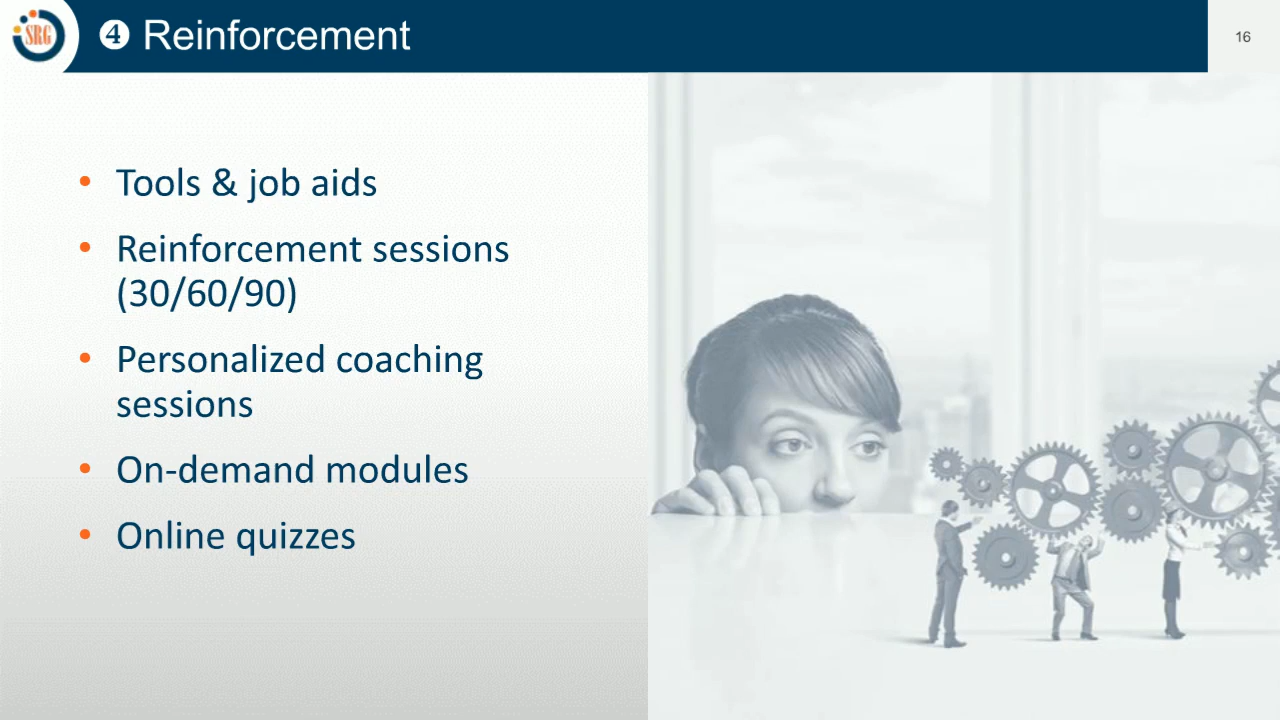 SRG
❹ Reinforcement
16
• Tools & job aids
• Reinforcement sessions
(30/60/90)
• Personalized coaching
sessions
• On-demand modules
• Online quizzes